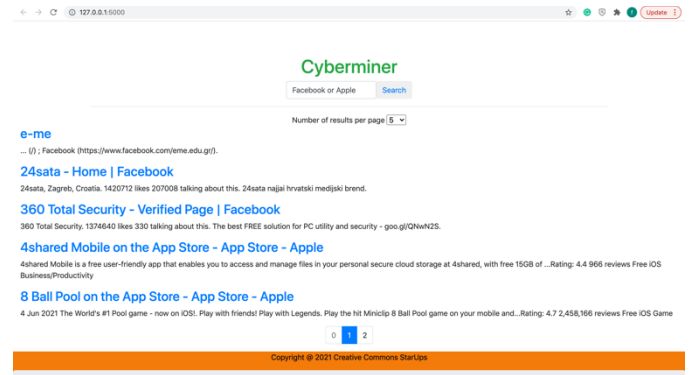 127.0.0.1:5000
Update
Cyberminer
Facebook or Apple Search
Number of results per page 5
e-me
... (/) ; Facebook (https://www.facebook.com/eme.edu.gr/).
24sata - Home | Facebook
24sata, Zagreb, Croatia. 1420712 likes 207008 talking about this. 24sata najjai hrvatski medijski brend.
360 Total Security - Verified Page | Facebook
360 Total Security. 1374640 likes 330 talking about this. The best FREE solution for PC utility and security - goo.gl/QNwN2S.
4shared Mobile on the App Store - App Store - Apple
4shared Mobile is a free user-friendly app that enables you to access and manage files in your personal secure cloud storage at 4shared, with free 15GB of ...Rating: 4.4 966 reviews Free iOS
Business/Productivity
8 Ball Pool on the App Store - App Store - Apple
4 Jun 2021 The World's #1 Pool game - now on iOS!. Play with friends! Play with Legends. Play the hit Miniclip 8 Ball Pool game on your mobile and...Rating: 4.7 2,458,166 reviews Free iOS Game
0 1 2
Copyright @ 2021 Creative Commons StarUps